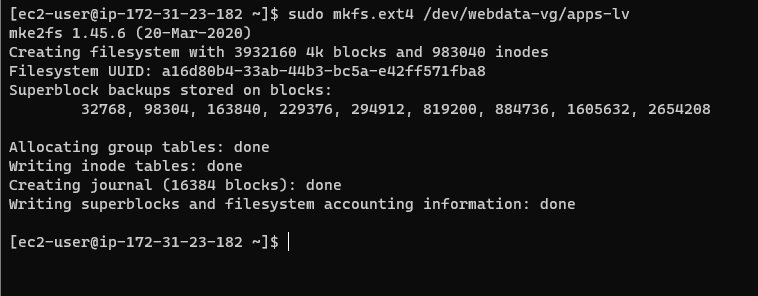 [ec2-user@ip-172-31-23-182 ~]$ sudo mkfs.ext4 /dev/webdata-vg/apps-lv
mke2fs 1.45.6 (20-Mar-2020)
Creating filesystem with 3932160 4k blocks and 983040 inodes
Filesystem UUID: a16d80b4-33ab-44b3-bc5a-e42ff571fba8
Superblock backups stored on blocks:
        32768, 98304, 163840, 229376, 294912, 819200, 884736, 1605632, 2654208

Allocating group tables: done
Writing inode tables: done
Creating journal (16384 blocks): done
Writing superblocks and filesystem accounting information: done

[ec2-user@ip-172-31-23-182 ~]$